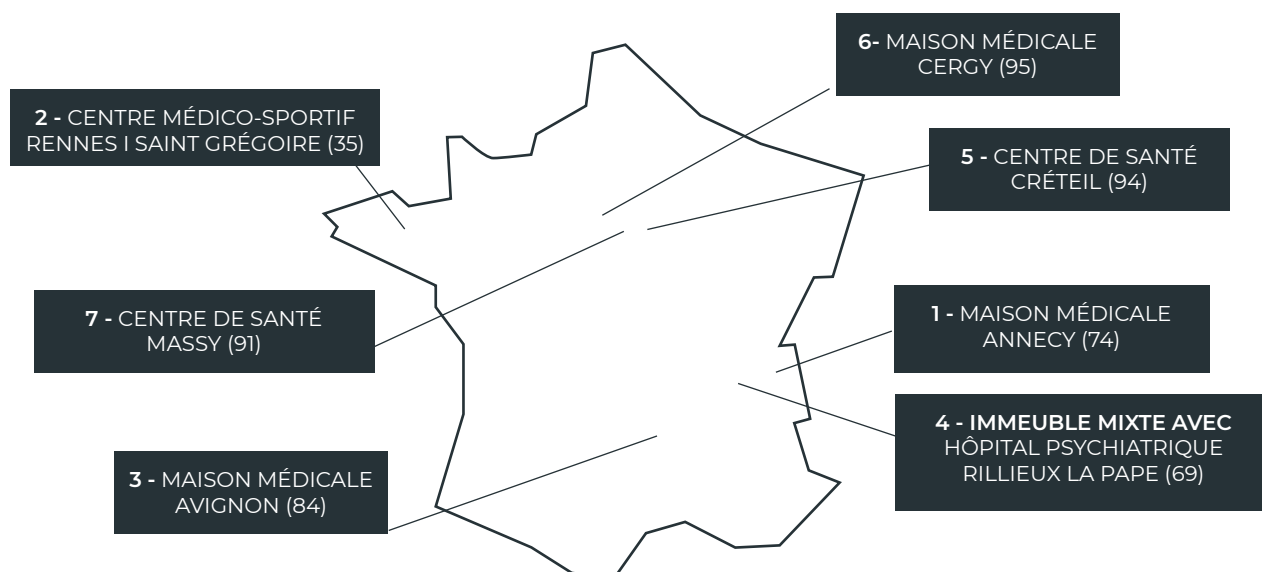 6- MAISON MÉDICALE
CERGY (95)
2 - CENTRE MÉDICO-SPORTIF
RENNES I SAINT GRÉGOIRE (35)
5 - CENTRE DE SANTÉ
CRÉTEIL (94)
7 - CENTRE DE SANTÉ
MASSY (91)
1 - MAISON MÉDICALE
ANNECY (74)
4 - IMMEUBLE MIXTE AVEC
HÔPITAL PSYCHIATRIQUE
RILLIEUX LA PAPE (69)
3 - MAISON MÉDICALE
AVIGNON (84)